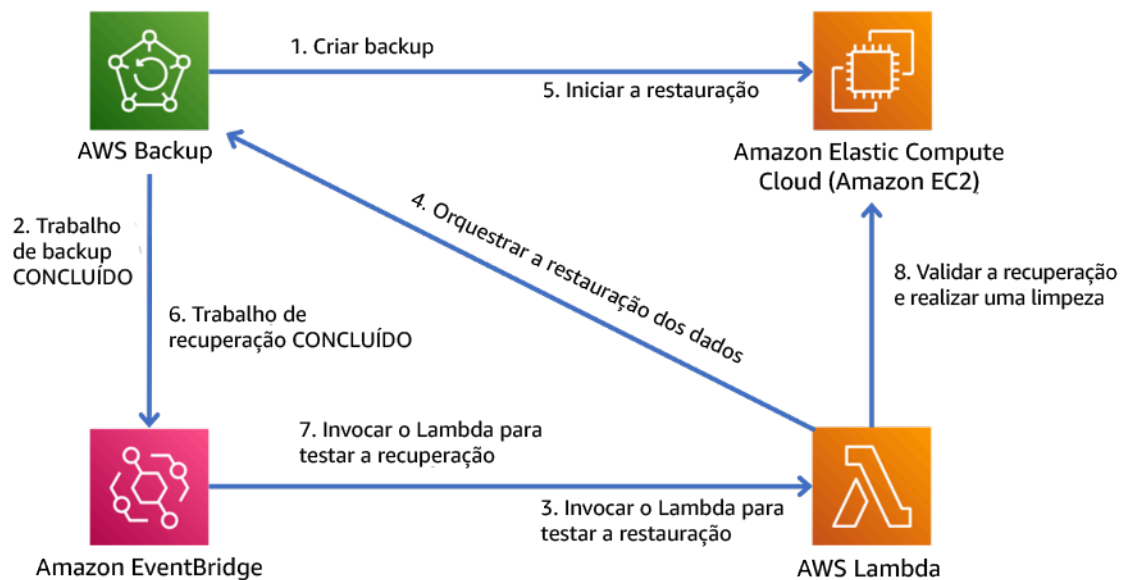 1. Criar backup
5. Iniciar a restauração
AWS Backup
Amazon Elastic Compute
Cloud (Amazon EC2)
2. Trabalho
de backup
CONCLUÍDO
4. Orquestrar a restauração dos dados
8. Validar a recuperação
e realizar uma limpeza
6. Trabalho de
recuperação CONCLUÍDO
7. Invocar o Lambda para
testar a recuperação
3. Invocar o Lambda para
testar a restauração
Amazon EventBridge
AWS Lambda